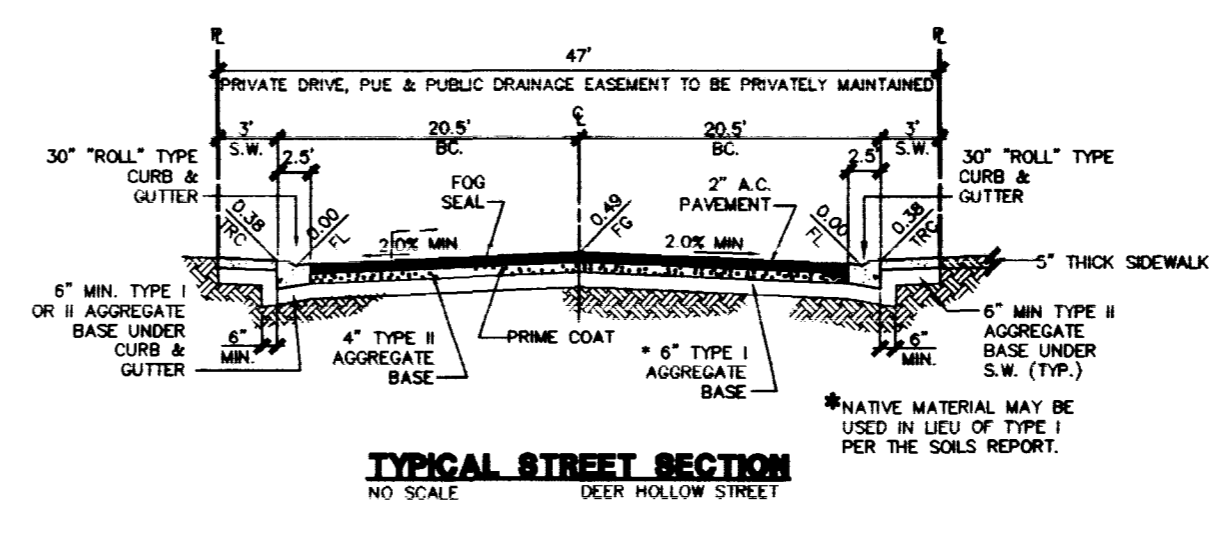 PL
PL
47'
PRIVATE DRIVE, PUE & PUBLIC DRAINAGE EASEMENT TO BE PRIVATELY MAINTAINED
3'
S.W.
20.5'
BC.
CL
20.5'
BC.
3'
S.W.
30" "ROLL" TYPE
CURB &
GUTTER
2.5'
FOG
SEAL
2" A.C.
PAVEMENT
2.5'
30" "ROLL" TYPE
CURB &
GUTTER
0.38
TRC
0.00
FL
2.0% MIN
0.49
FG
2.0% MIN
0.00
FL
0.38
TRC
5" THICK SIDEWALK
6" MIN. TYPE I
OR II AGGREGATE
BASE UNDER
CURB &
GUTTER
6"
MIN.
4" TYPE II
AGGREGATE
BASE
PRIME COAT
* 6" TYPE I
AGGREGATE
BASE
6"
MIN.
6" MIN TYPE II
AGGREGATE
BASE UNDER
S.W. (TYP.)
*NATIVE MATERIAL MAY BE
USED IN LIEU OF TYPE I
PER THE SOILS REPORT.
TYPICAL STREET SECTION
NO SCALE DEER HOLLOW STREET